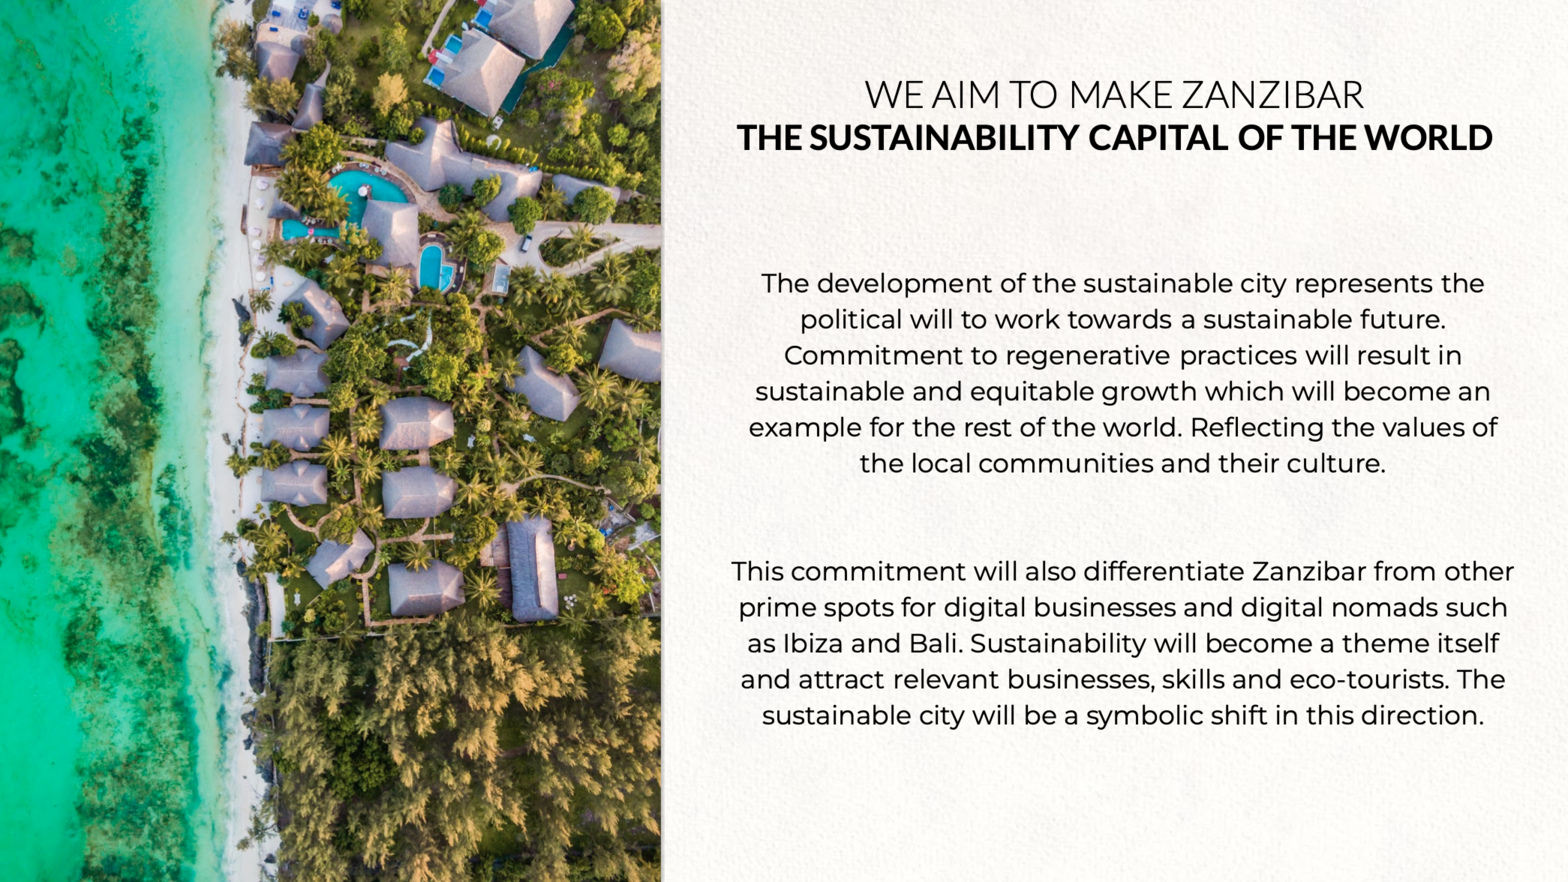 WE AIM TO MAKE ZANZIBAR
THE SUSTAINABILITY CAPITAL OF THE WORLD
The development of the sustainable city represents the
political will to work towards a sustainable future.
Commitment to regenerative practices will result in
sustainable and equitable growth which will become an
example for the rest of the world. Reflecting the values of
the local communities and their culture.
This commitment will also differentiate Zanzibar from other
prime spots for digital businesses and digital nomads such
as Ibiza and Bali. Sustainability will become a theme itself
and attract relevant businesses, skills and eco-tourists. The
sustainable city will be a symbolic shift in this direction.